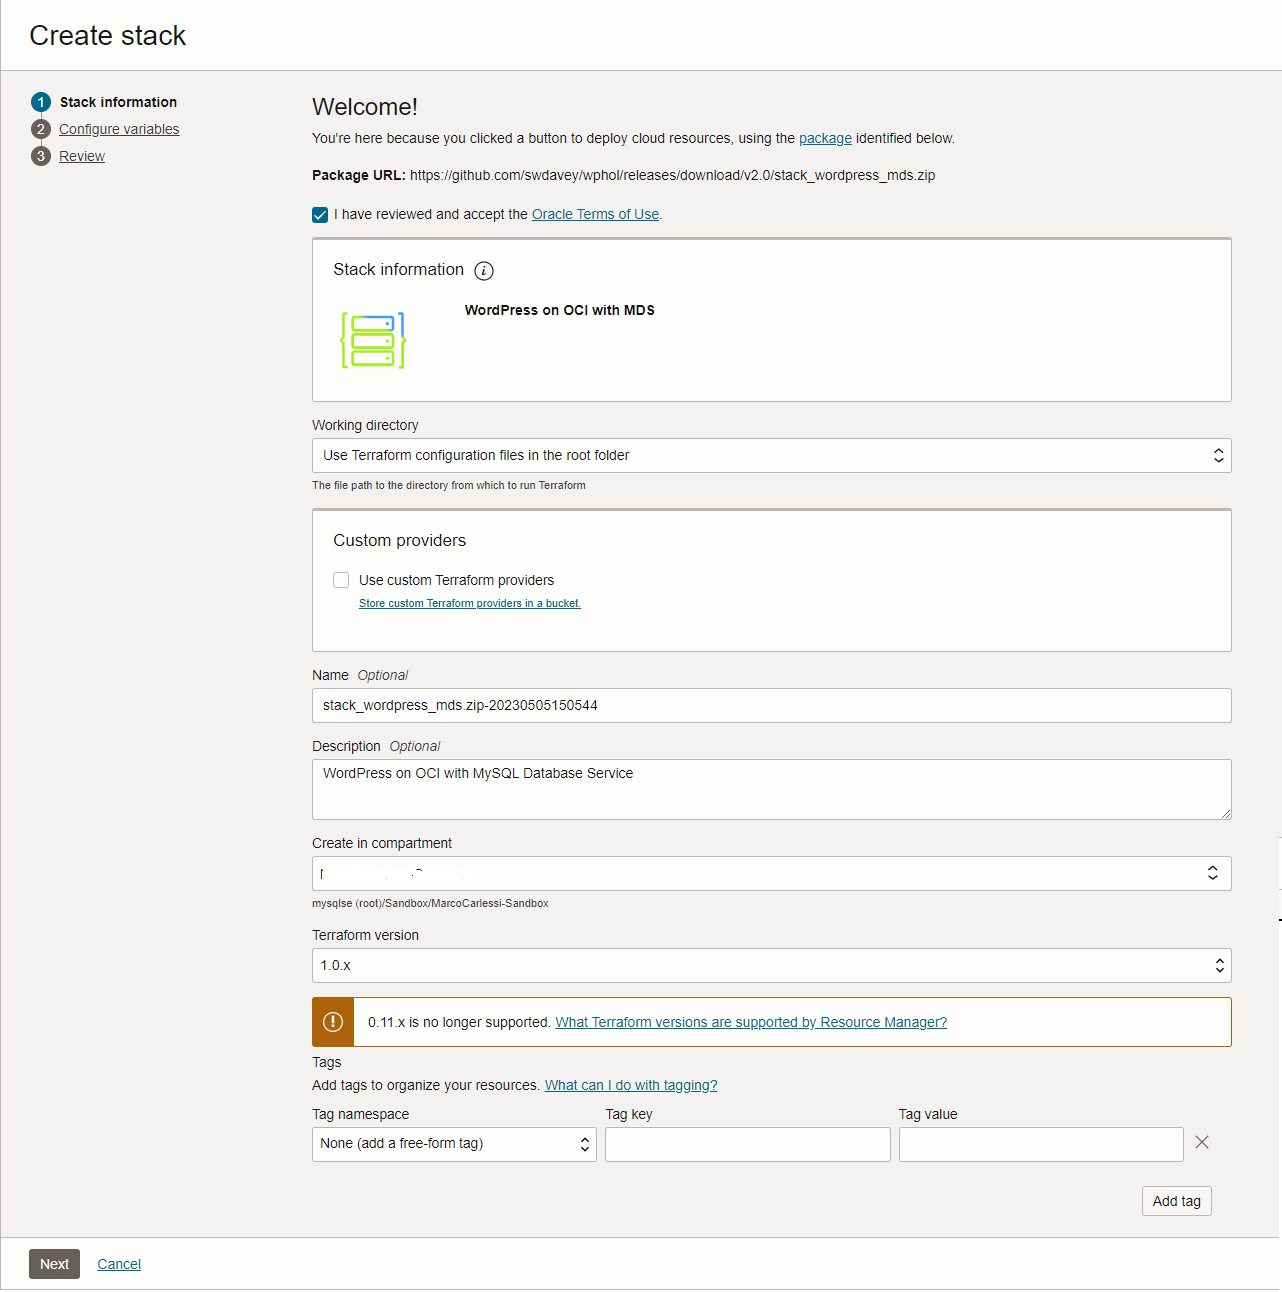 Create stack
1 Stack information
2 Configure variables
3 Review
Welcome!
You're here because you clicked a button to deploy cloud resources, using the package identified below.
Package URL: https://github.com/swdavey/wphol/releases/download/v2.0/stack_wordpress_mds.zip
I have reviewed and accept the Oracle Terms of Use.
Stack information i
WordPress on OCI with MDS
Working directory
Use Terraform configuration files in the root folder
The file path to the directory from which to run Terraform
Custom providers
Use custom Terraform providers
Store custom Terraform providers in a bucket.
Name Optional
stack_wordpress_mds.zip-20230505150544
Description Optional
WordPress on OCI with MySQL Database Service
Create in compartment
mysqlse (root)/Sandbox/MarcoCarlessi-Sandbox
Terraform version
1.0.x
0.11.x is no longer supported. What Terraform versions are supported by Resource Manager?
Tags
Add tags to organize your resources. What can I do with tagging?
Tag namespace Tag key Tag value
None (add a free-form tag)
Add tag
Next Cancel